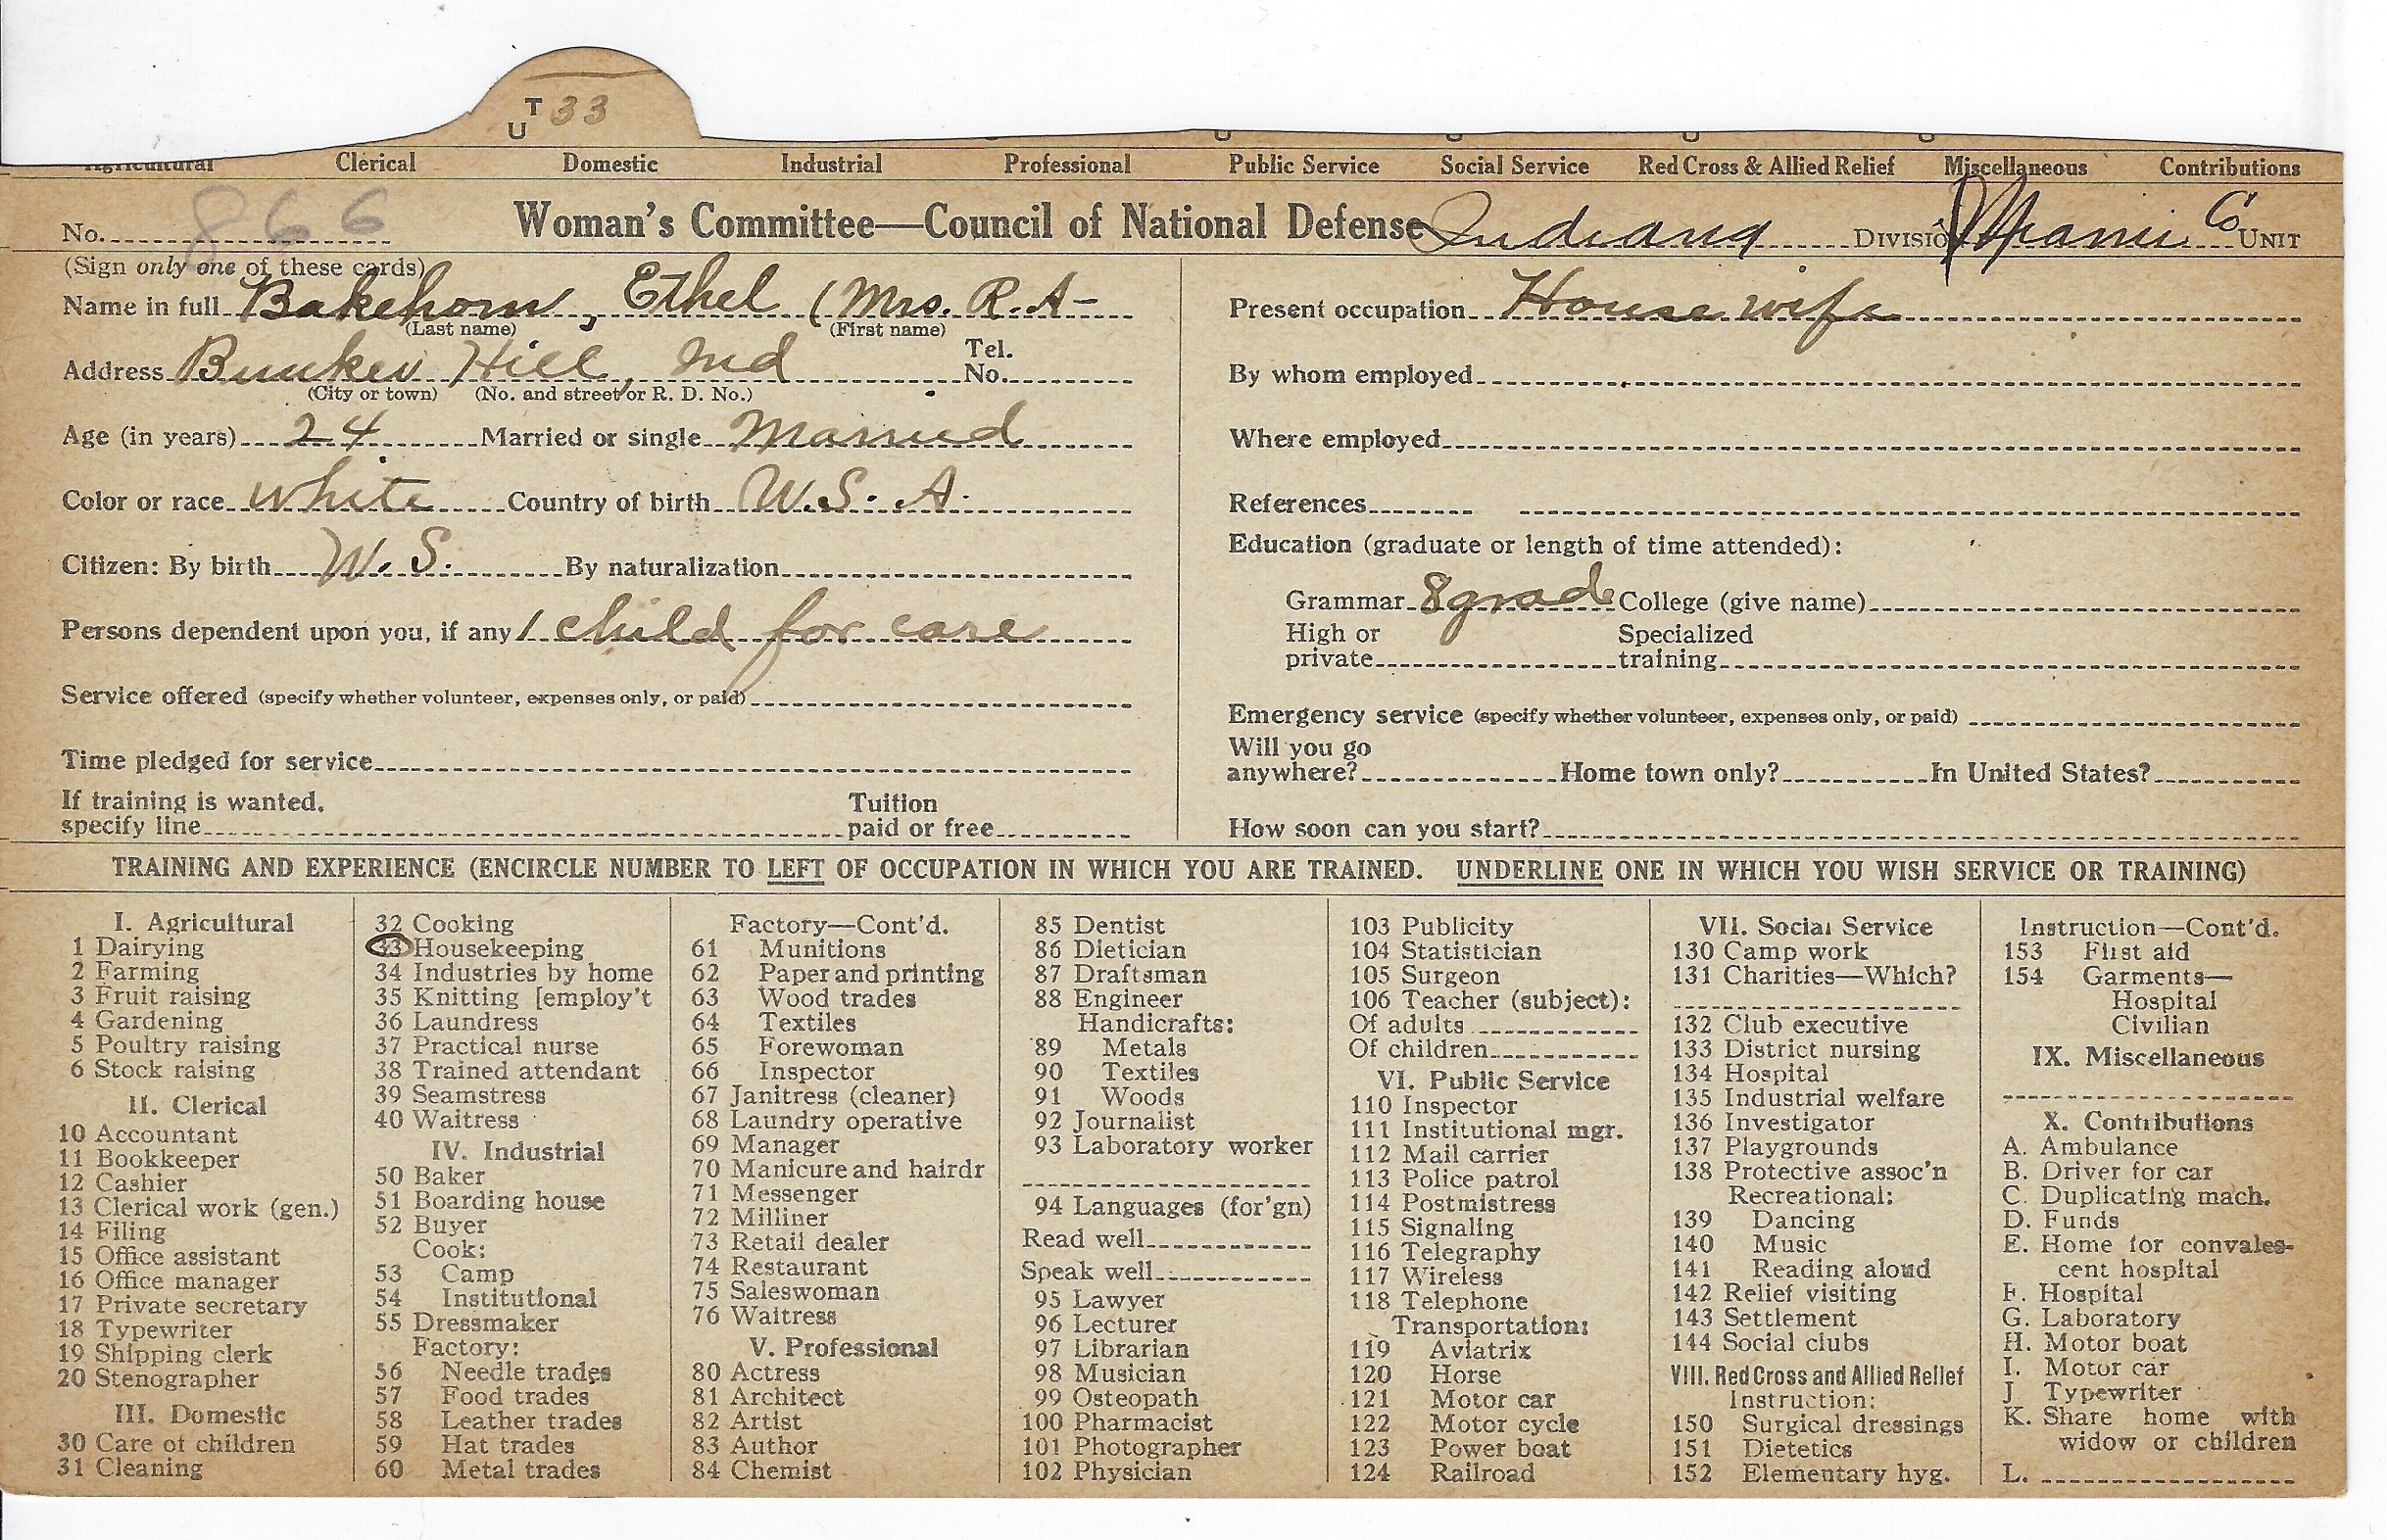 T 33
U
Agricultural Clerical Domestic Industrial Professional Public Service Social Service Red Cross & Allied Relief Miscellaneous Contributions
No. 866 Woman's Committee—Council of National Defense Indiana DIVISION Miami Co UNIT
(Sign only one of these cards)
Name in full Bakehorn, Ethel (Mrs. R. A-
(Last name) (First name)
Address Bunker Hill, Ind Tel. No.
(City or town) (No. and street or R. D. No.)
Age (in years) 24 Married or single Married
Color or race white Country of birth U.S.A.
Citizen: By birth U.S. By naturalization
Persons dependent upon you, if any 1 child for care
Service offered (specify whether volunteer, expenses only, or paid)
Time pledged for service
If training is wanted, Tuition
specify line paid or free
Present occupation Housewife
By whom employed
Where employed
References
Education (graduate or length of time attended):
Grammar 8 grad College (give name)
High or Specialized
private training
Emergency service (specify whether volunteer, expenses only, or paid)
Will you go
anywhere? Home town only? In United States?
How soon can you start?
TRAINING AND EXPERIENCE (ENCIRCLE NUMBER TO LEFT OF OCCUPATION IN WHICH YOU ARE TRAINED. UNDERLINE ONE IN WHICH YOU WISH SERVICE OR TRAINING)
I. Agricultural
1 Dairying
2 Farming
3 Fruit raising
4 Gardening
5 Poultry raising
6 Stock raising
II. Clerical
10 Accountant
11 Bookkeeper
12 Cashier
13 Clerical work (gen.)
14 Filing
15 Office assistant
16 Office manager
17 Private secretary
18 Typewriter
19 Shipping clerk
20 Stenographer
III. Domestic
30 Care of children
31 Cleaning
32 Cooking
33 Housekeeping
34 Industries by home
35 Knitting [employ't
36 Laundress
37 Practical nurse
38 Trained attendant
39 Seamstress
40 Waitress
IV. Industrial
50 Baker
51 Boarding house
52 Buyer
Cook:
53 Camp
54 Institutional
55 Dressmaker
Factory:
56 Needle trades
57 Food trades
58 Leather trades
59 Hat trades
60 Metal trades
Factory—Cont'd.
61 Munitions
62 Paper and printing
63 Wood trades
64 Textiles
65 Forewoman
66 Inspector
67 Janitress (cleaner)
68 Laundry operative
69 Manager
70 Manicure and hairdr
71 Messenger
72 Milliner
73 Retail dealer
74 Restaurant
75 Saleswoman
76 Waitress
V. Professional
80 Actress
81 Architect
82 Artist
83 Author
84 Chemist
85 Dentist
86 Dietician
87 Draftsman
88 Engineer
Handicrafts:
89 Metals
90 Textiles
91 Woods
92 Journalist
93 Laboratory worker
94 Languages (for'gn)
Read well
Speak well
95 Lawyer
96 Lecturer
97 Librarian
98 Musician
99 Osteopath
100 Pharmacist
101 Photographer
102 Physician
103 Publicity
104 Statistician
105 Surgeon
106 Teacher (subject):
Of adults
Of children
VI. Public Service
110 Inspector
111 Institutional mgr.
112 Mail carrier
113 Police patrol
114 Postmistress
115 Signaling
116 Telegraphy
117 Wireless
118 Telephone
Transportation:
119 Aviatrix
120 Horse
121 Motor car
122 Motor cycle
123 Power boat
124 Railroad
VII. Social Service
130 Camp work
131 Charities—Which?
132 Club executive
133 District nursing
134 Hospital
135 Industrial welfare
136 Investigator
137 Playgrounds
138 Protective assoc'n
Recreational:
139 Dancing
140 Music
141 Reading aloud
142 Relief visiting
143 Settlement
144 Social clubs
VIII. Red Cross and Allied Relief
Instruction:
150 Surgical dressings
151 Dietetics
152 Elementary hyg.
Instruction—Cont'd.
153 First aid
154 Garments—
Hospital
Civilian
IX. Miscellaneous
X. Contributions
A. Ambulance
B. Driver for car
C. Duplicating mach.
D. Funds
E. Home for convales-
cent hospital
F. Hospital
G. Laboratory
H. Motor boat
I. Motor car
J Typewriter
K. Share home with
widow or children
L.